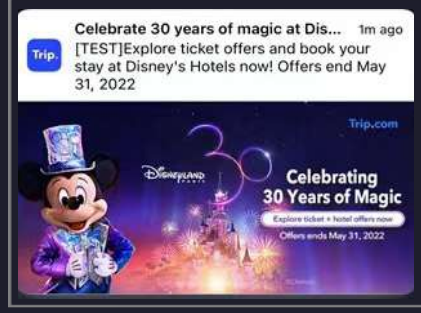 Celebrate 30 years of magic at Dis... 1m ago
Trip.
[TEST]Explore ticket offers and book your
stay at Disney's Hotels now! Offers end May
31, 2022
Trip.com
30
DISNEYLAND
PARIS
Celebrating
30 Years of Magic
Explore ticket + hotel offers now
Offers ends May 31, 2022